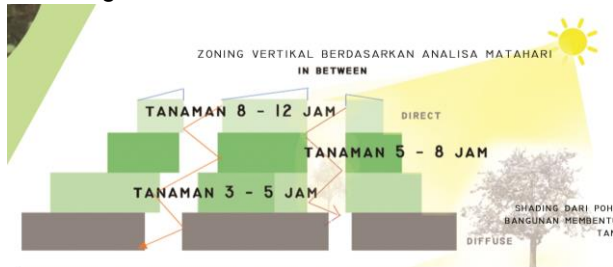 ZONING VERTIKAL BERDASARKAN ANALISA MATAHARI
IN BETWEEN
TANAMAN 8 - 12 JAM
DIRECT
TANAMAN 5 - 8 JAM
TANAMAN 3 - 5 JAM
SHADING DARI POH
BANGUNAN MEMBENT
TAN
DIFFUSE